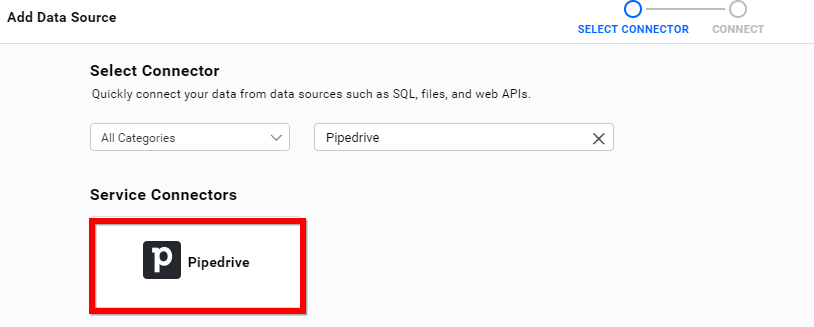 Add Data Source
SELECT CONNECTOR
CONNECT
Select Connector
Quickly connect your data from data sources such as SQL, files, and web APIs.
All Categories
Pipedrive
Service Connectors
p Pipedrive